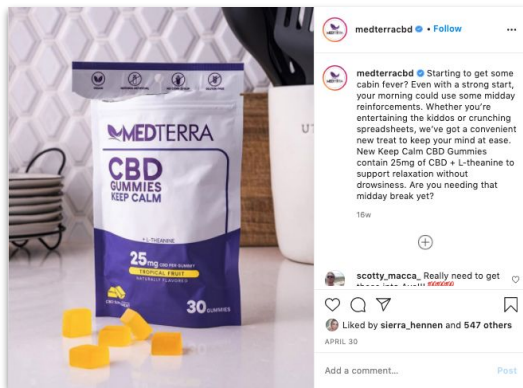 medterracbd • Follow
medterracbd Starting to get some
cabin fever? Even with a strong start,
your morning could use some midday
reinforcements. Whether you're
entertaining the kiddos or crunching
spreadsheets, we've got a convenient
new treat to keep your mind at ease.
New Keep Calm CBD Gummies
contain 25mg of CBD + L-theanine to
support relaxation without
drowsiness. Are you needing that
midday break yet?
16w
scotty_macca_ Really need to get
Liked by sierra_hennen and 547 others
APRIL 30
Add a comment...
Post
MEDTERRA
CBD
GUMMIES
KEEP CALM
+ L-THEANINE
25mg CBD PER GUMMY
TROPICAL FRUIT
NATURALLY FLAVORED
30 GUMMIES
UT